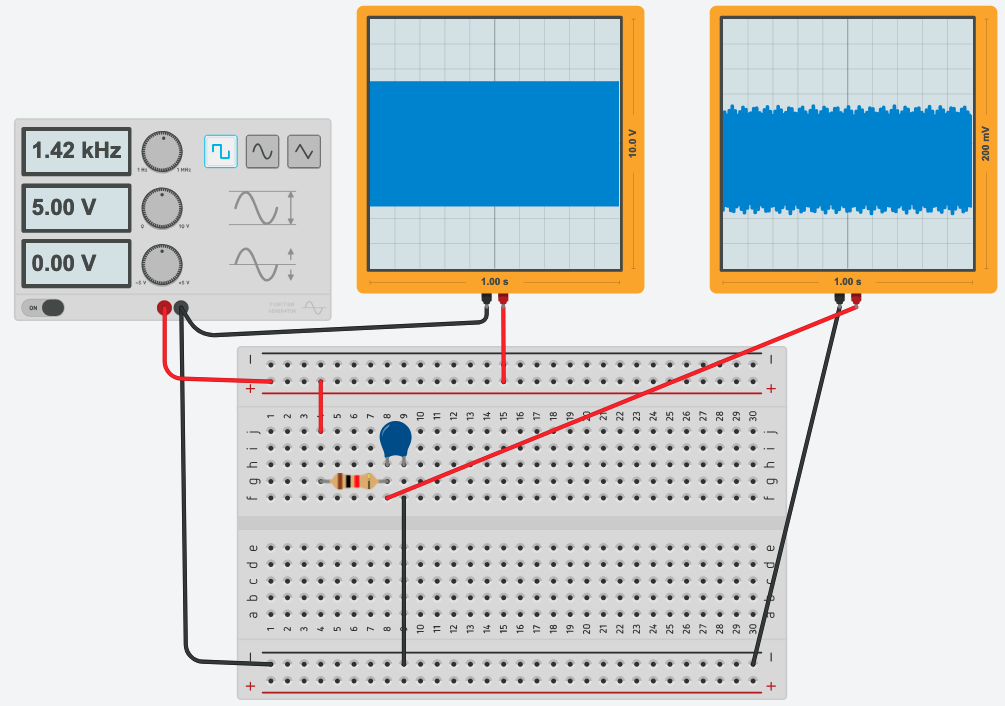 1.42 kHz
1 Hz
1 MHz
5.00 V
0
10 V
0.00 V
-5 V
+5 V
ON
FUNCTION
GENERATOR
10.0 V
1.00 s
200 mV
1.00 s
− −
+ +
1 2 3 4 5 6 7 8 9 10 11 12 13 14 15 16 17 18 19 20 21 22 23 24 25 26 27 28 29 30
j j
i i
h h
g g
f f
e e
d d
c c
b b
a a
1 2 3 4 5 6 7 8 9 10 11 12 13 14 15 16 17 18 19 20 21 22 23 24 25 26 27 28 29 30
− −
+ +